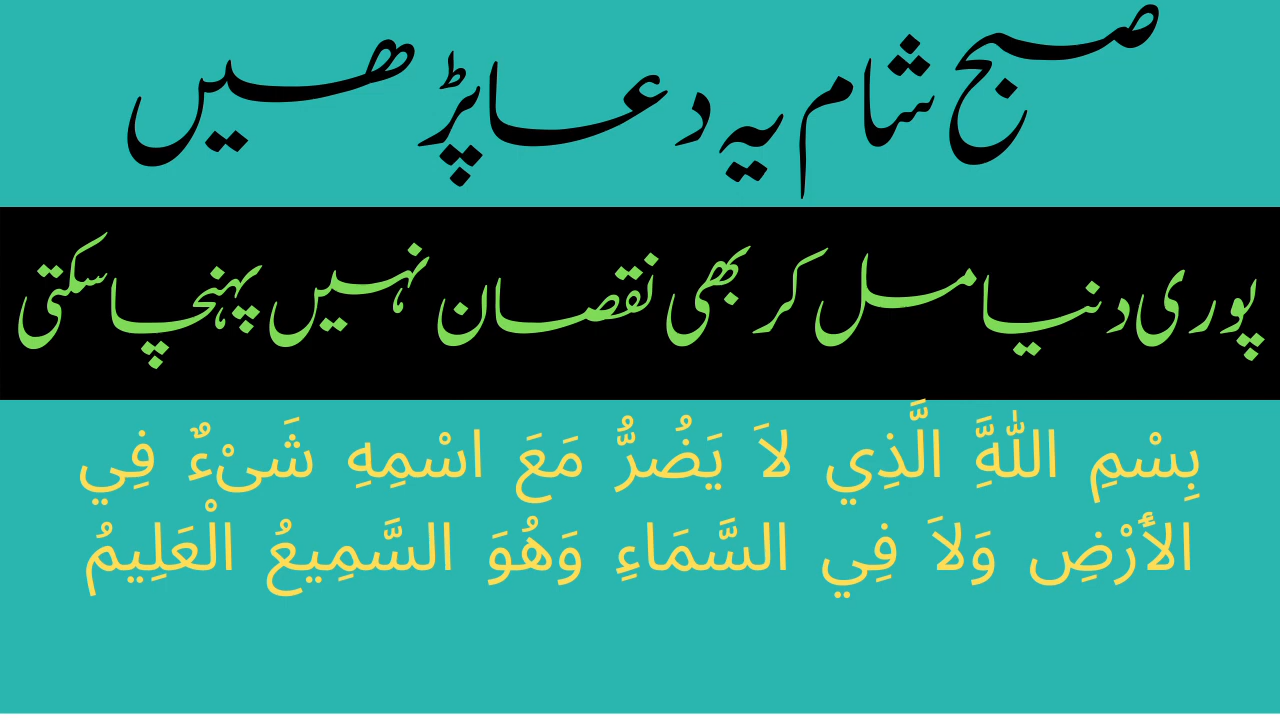 صبح شام یہ دعا پڑھیں
پوری دنیا مل کر بھی نقصان نہیں پہنچا سکتی
بِسْمِ اللّٰهَِّ الَّذِي لاَ يَضُرُّ مَعَ اسْمِهِ شَىْءٌ فِي
الأَرْضِ وَلاَ فِي السَّمَاءِ وَهُوَ السَّمِيعُ الْعَلِيمُ